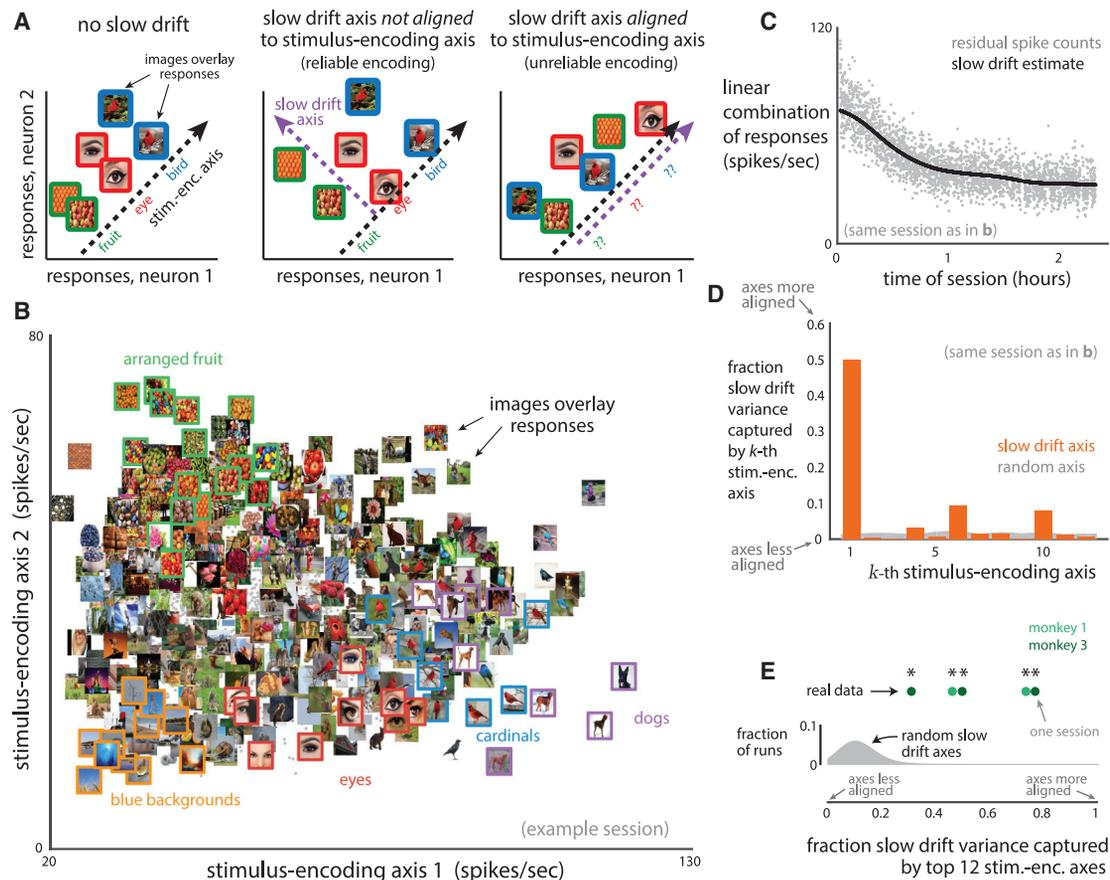 A
no slow drift
images overlay
responses
responses, neuron 2
bird
eye
fruit
stim.-enc. axis
responses, neuron 1
slow drift axis not aligned
to stimulus-encoding axis
(reliable encoding)
slow drift
axis
bird
eye
fruit
responses, neuron 1
slow drift axis aligned
to stimulus-encoding axis
(unreliable encoding)
??
??
??
responses, neuron 1
B
80
arranged fruit
images overlay
responses
stimulus-encoding axis 2 (spikes/sec)
dogs
cardinals
eyes
blue backgrounds
(example session)
0
20
130
stimulus-encoding axis 1 (spikes/sec)
C
120
residual spike counts
slow drift estimate
linear
combination
of responses
(spikes/sec)
(same session as in b)
0
0
1
2
time of session (hours)
D
axes more
aligned
0.6
0.5
0.4
0.3
0.2
0.1
0
(same session as in b)
fraction
slow drift
variance
captured
by k-th
stim.-enc.
axis
slow drift axis
random axis
axes less
aligned
1
5
10
k-th stimulus-encoding axis
monkey 1
monkey 3
E
* ** **
real data
one session
fraction
of runs
0.1
0
random slow
drift axes
axes less
aligned
axes more
aligned
0
0.2
0.4
0.6
0.8
1
fraction slow drift variance captured
by top 12 stim.-enc. axes